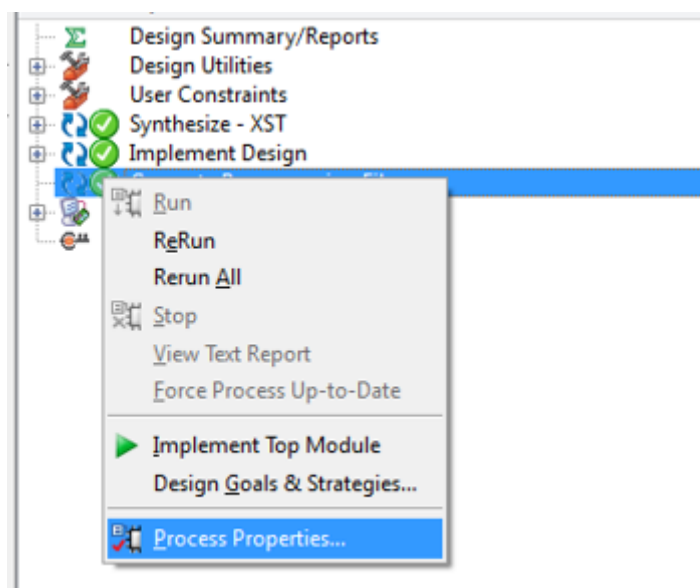 Design Summary/Reports
Design Utilities
User Constraints
Synthesize - XST
Implement Design
Run
ReRun
Rerun All
Stop
View Text Report
Force Process Up-to-Date
Implement Top Module
Design Goals & Strategies...
Process Properties...